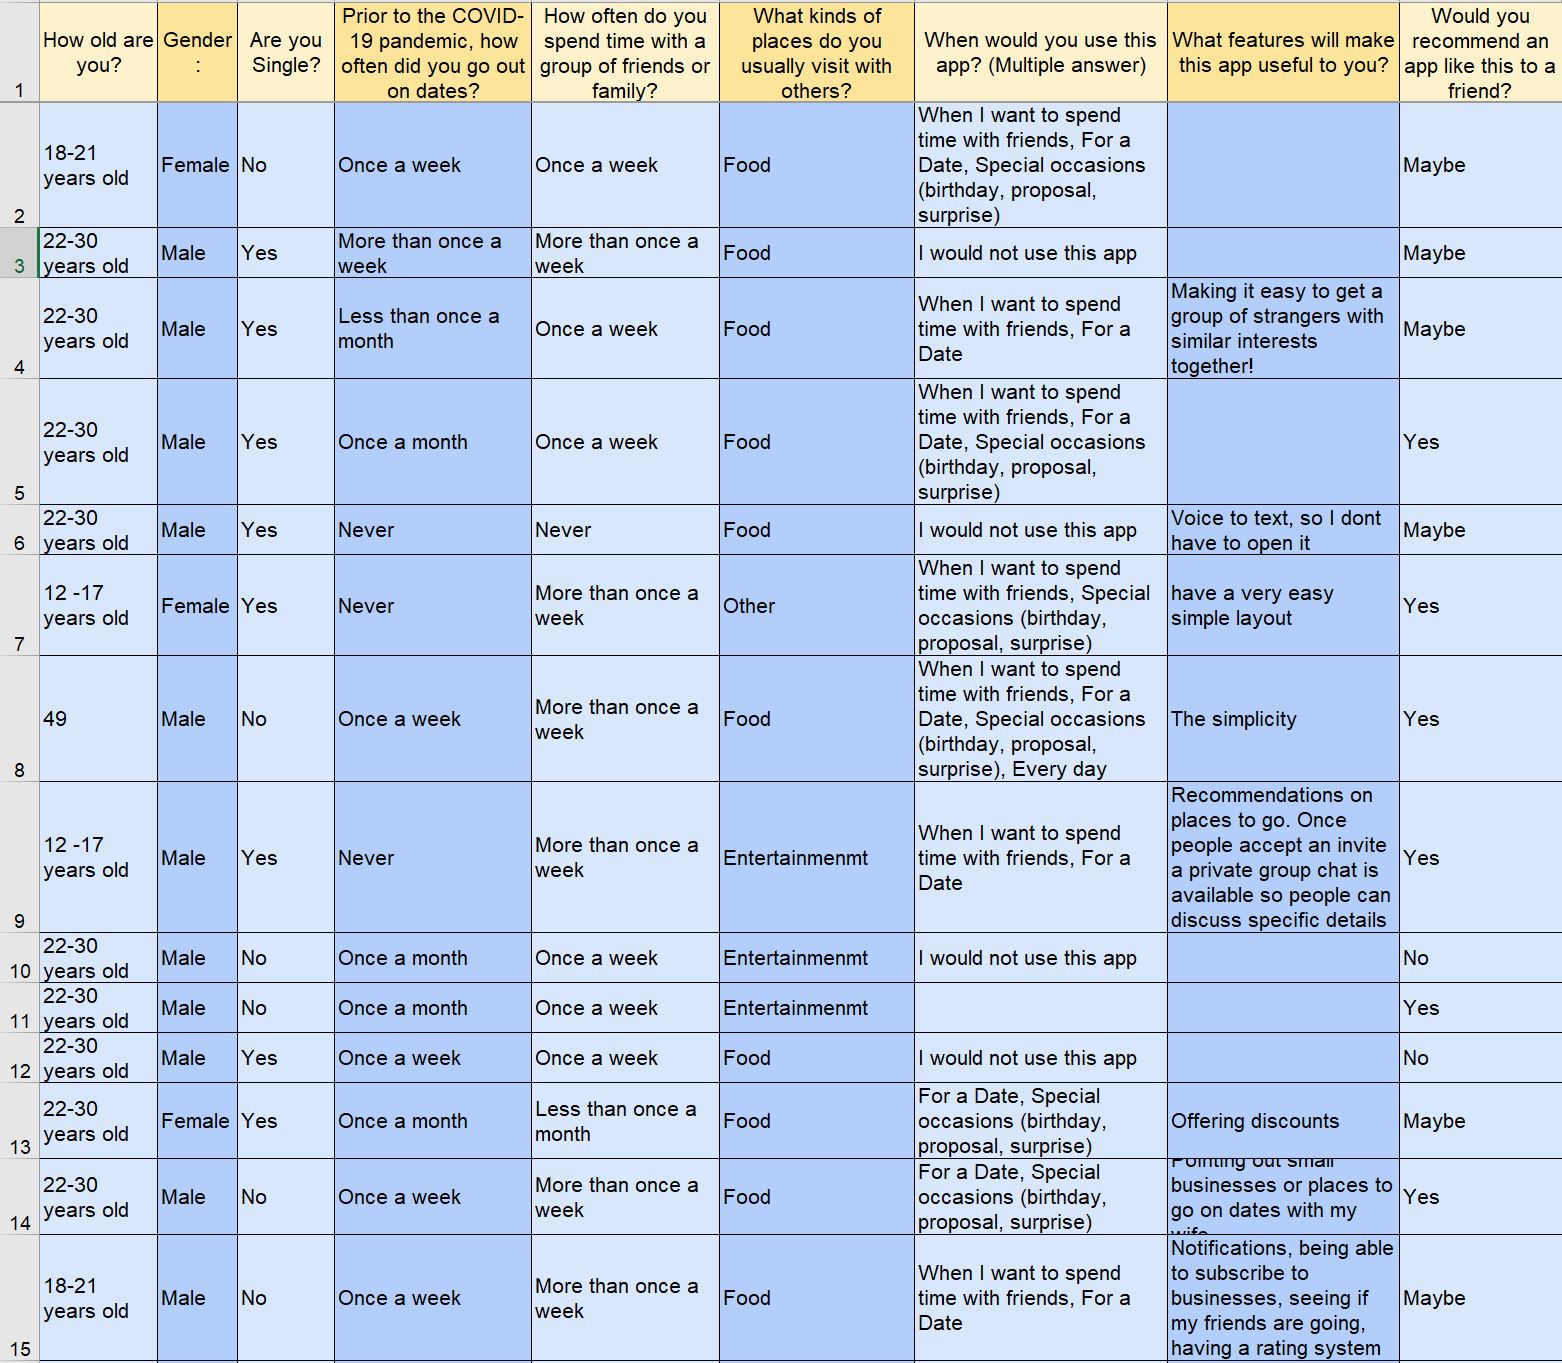 How old are you?
Gender:
Are you Single?
Prior to the COVID-19 pandemic, how often did you go out on dates?
How often do you spend time with a group of friends or family?
What kinds of places do you usually visit with others?
When would you use this app? (Multiple answer)
What features will make this app useful to you?
Would you recommend an app like this to a friend?
1
18-21 years old
Female
No
Once a week
Once a week
Food
When I want to spend time with friends, For a Date, Special occasions (birthday, proposal, surprise)
Maybe
2
22-30 years old
Male
Yes
More than once a week
More than once a week
Food
I would not use this app
Maybe
3
22-30 years old
Male
Yes
Less than once a month
Once a week
Food
When I want to spend time with friends, For a Date
Making it easy to get a group of strangers with similar interests together!
Maybe
4
22-30 years old
Male
Yes
Once a month
Once a week
Food
When I want to spend time with friends, For a Date, Special occasions (birthday, proposal, surprise)
Yes
5
22-30 years old
Male
Yes
Never
Never
Food
I would not use this app
Voice to text, so I dont have to open it
Maybe
6
12 -17 years old
Female
Yes
Never
More than once a week
Other
When I want to spend time with friends, Special occasions (birthday, proposal, surprise)
have a very easy simple layout
Yes
7
49
Male
No
Once a week
More than once a week
Food
When I want to spend time with friends, For a Date, Special occasions (birthday, proposal, surprise), Every day
The simplicity
Yes
8
12 -17 years old
Male
Yes
Never
More than once a week
Entertainmenmt
When I want to spend time with friends, For a Date
Recommendations on places to go. Once people accept an invite a private group chat is available so people can discuss specific details
Yes
9
22-30 years old
Male
No
Once a month
Once a week
Entertainmenmt
I would not use this app
No
10
22-30 years old
Male
No
Once a month
Once a week
Entertainmenmt
Yes
11
22-30 years old
Male
Yes
Once a week
Once a week
Food
I would not use this app
No
12
22-30 years old
Female
Yes
Once a month
Less than once a month
Food
For a Date, Special occasions (birthday, proposal, surprise)
Offering discounts
Maybe
13
22-30 years old
Male
No
Once a week
More than once a week
Food
For a Date, Special occasions (birthday, proposal, surprise)
Pointing out small businesses or places to go on dates with my wife
Yes
14
18-21 years old
Male
No
Once a week
More than once a week
Food
When I want to spend time with friends, For a Date
Notifications, being able to subscribe to businesses, seeing if my friends are going, having a rating system
Maybe
15